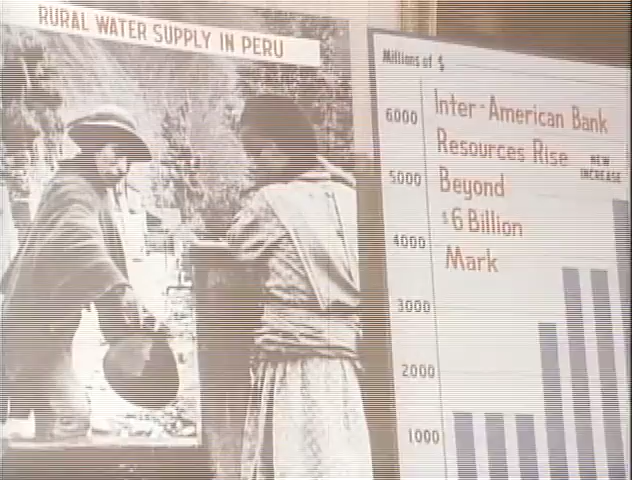 RURAL WATER SUPPLY IN PERU
Millions of $
Inter-American Bank
Resources Rise
Beyond
$6 Billion
Mark
NEW
INCREASE
6000
5000
4000
3000
2000
1000